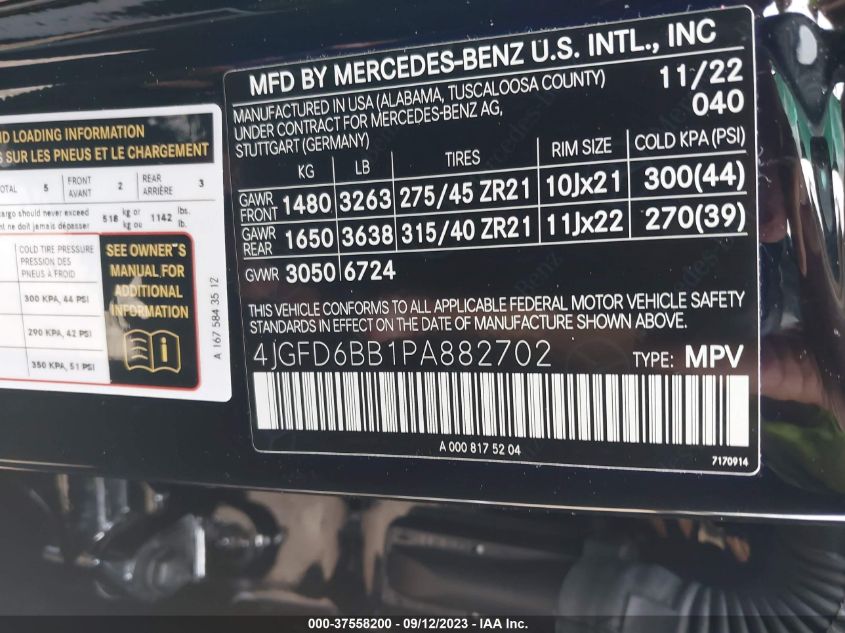 ND LOADING INFORMATION
SUR LES PNEUS ET LE CHARGEMENT
OTAL 5 FRONT AVANT 2 REAR ARRIÈRE 3
cargo should never exceed 518 kg or 1142 lbs.
nt ne doit jamais dépasser kg ou lb.
COLD TIRE PRESSURE
PRESSION DES
PNEUS À FROID
300 KPA, 44 PSI
290 KPA, 42 PSI
350 KPA, 51 PSI
SEE OWNER'S
MANUAL FOR
ADDITIONAL
INFORMATION
A 167 584 35 12
MFD BY MERCEDES-BENZ U.S. INTL., INC
MANUFACTURED IN USA (ALABAMA, TUSCALOOSA COUNTY) 11/22
UNDER CONTRACT FOR MERCEDES-BENZ AG, 040
STUTTGART (GERMANY)
KG LB TIRES RIM SIZE COLD KPA (PSI)
GAWR FRONT 1480 3263 275/45 ZR21 10Jx21 300(44)
GAWR REAR 1650 3638 315/40 ZR21 11Jx22 270(39)
GVWR 3050 6724
THIS VEHICLE CONFORMS TO ALL APPLICABLE FEDERAL MOTOR VEHICLE SAFETY
STANDARDS IN EFFECT ON THE DATE OF MANUFACTURE SHOWN ABOVE.
4JGFD6BB1PA882702 TYPE: MPV
A 000 817 52 04
7170914
000-37558200 - 09/12/2023 - IAA Inc.